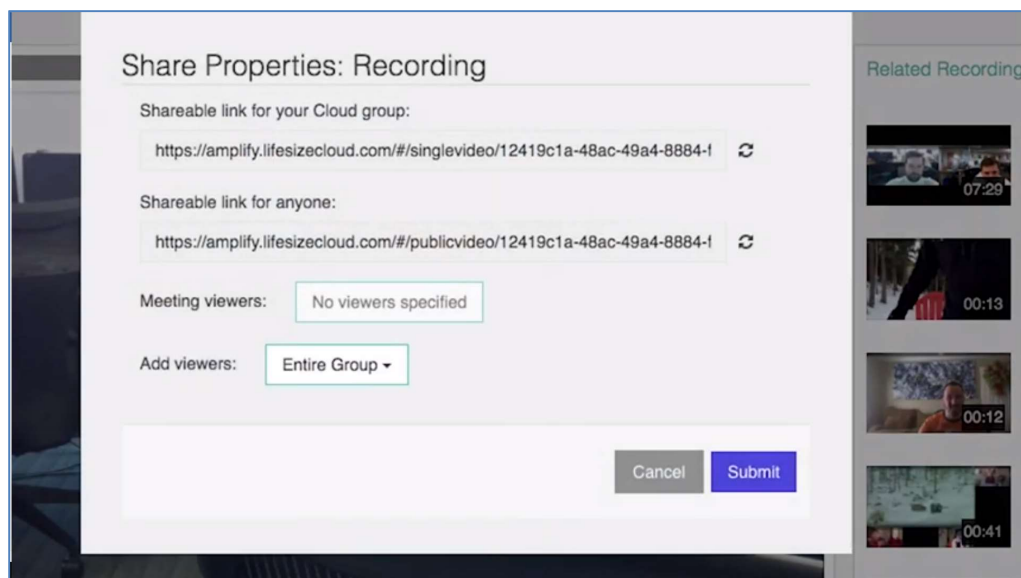 Share Properties: Recording
Related Recording
Shareable link for your Cloud group:
https://amplify.lifesizecloud.com/#/singlevideo/12419c1a-48ac-49a4-8884-f
Shareable link for anyone:
https://amplify.lifesizecloud.com/#/publicvideo/12419c1a-48ac-49a4-8884-f
Meeting viewers: No viewers specified
Add viewers: Entire Group
Cancel Submit
07:29
00:13
00:12
00:41